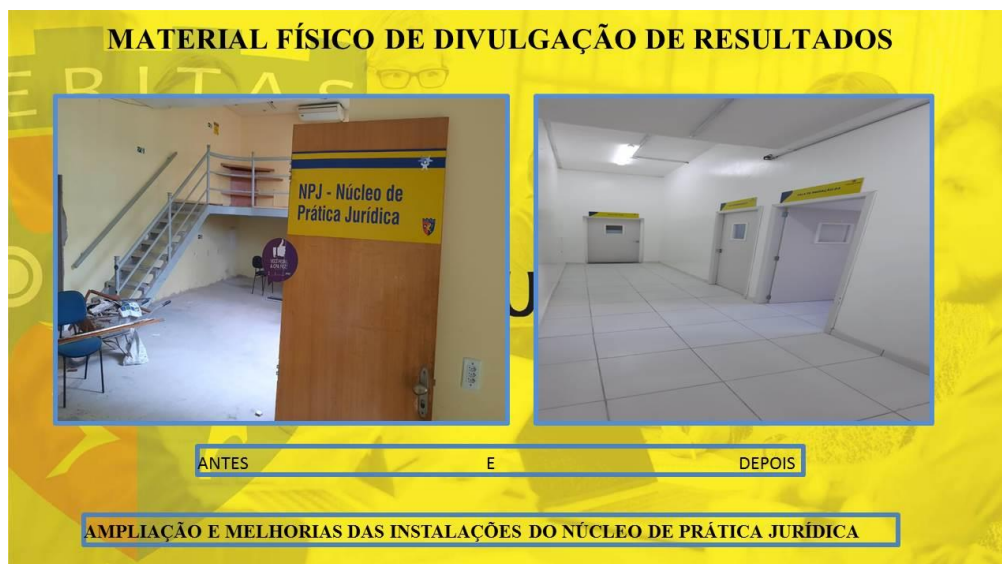 MATERIAL FÍSICO DE DIVULGAÇÃO DE RESULTADOS
ERITAS
NPJ - Núcleo de
Prática Jurídica
U
ANTES E DEPOIS
AMPLIAÇÃO E MELHORIAS DAS INSTALAÇÕES DO NÚCLEO DE PRÁTICA JURÍDICA